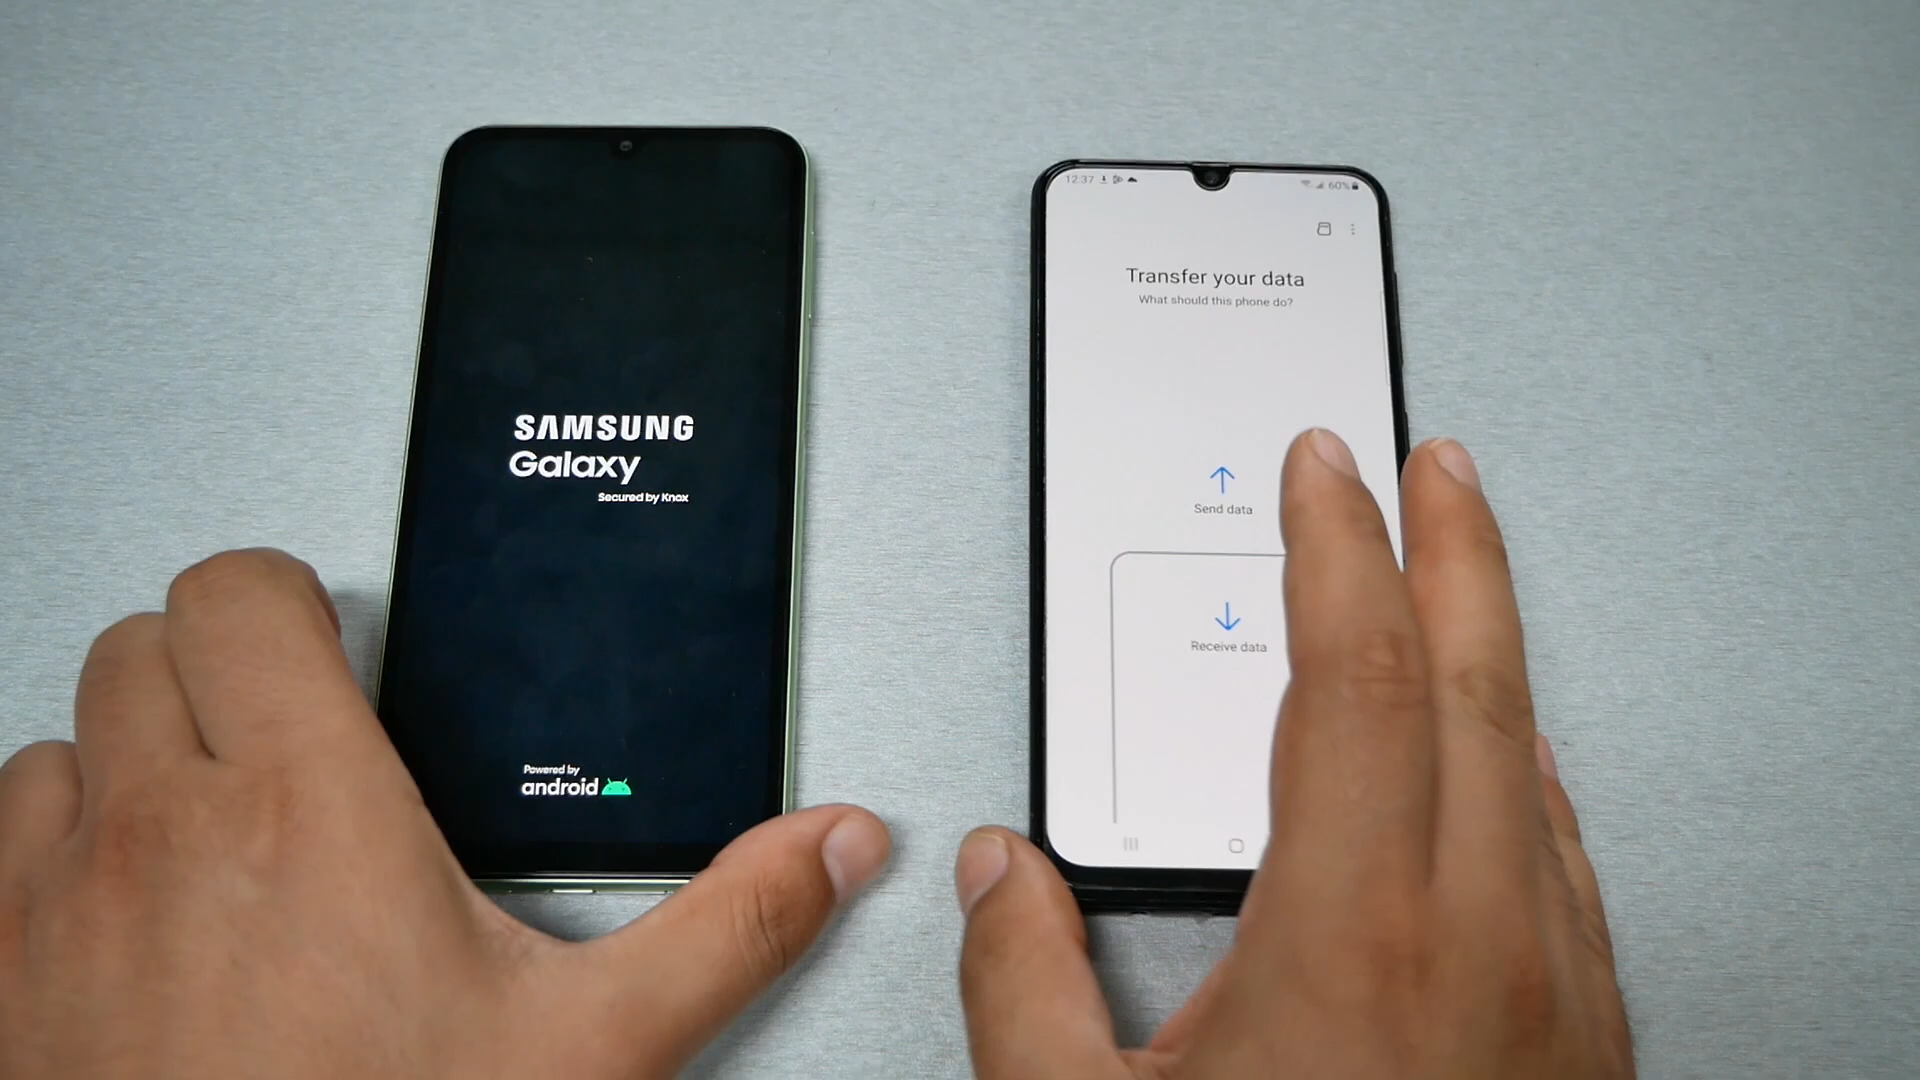 SAMSUNG
Galaxy
Secured by Knox
Powered by
android
12:37
60%
Transfer your data
What should this phone do?
Send data
Receive data